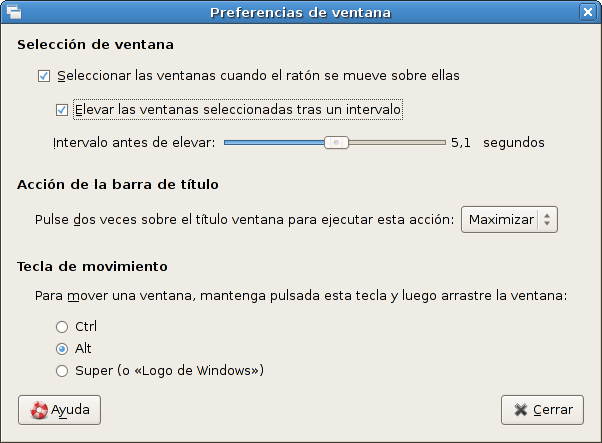 Preferencias de ventana
Selección de ventana
Seleccionar las ventanas cuando el ratón se mueve sobre ellas
Elevar las ventanas seleccionadas tras un intervalo
Intervalo antes de elevar: 5,1 segundos
Acción de la barra de título
Pulse dos veces sobre el título ventana para ejecutar esta acción: Maximizar
Tecla de movimiento
Para mover una ventana, mantenga pulsada esta tecla y luego arrastre la ventana:
Ctrl
Alt
Super (o «Logo de Windows»)
Ayuda Cerrar